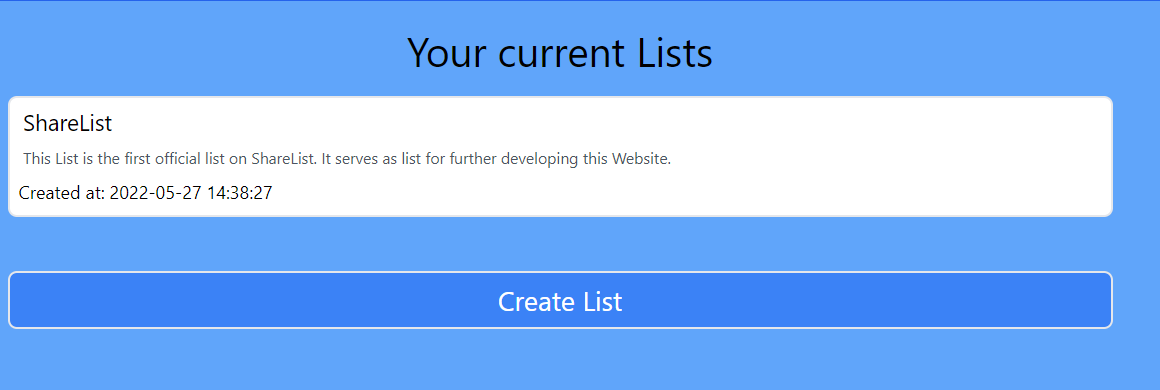 Your current Lists
ShareList
This List is the first official list on ShareList. It serves as list for further developing this Website.
Created at: 2022-05-27 14:38:27
Create List